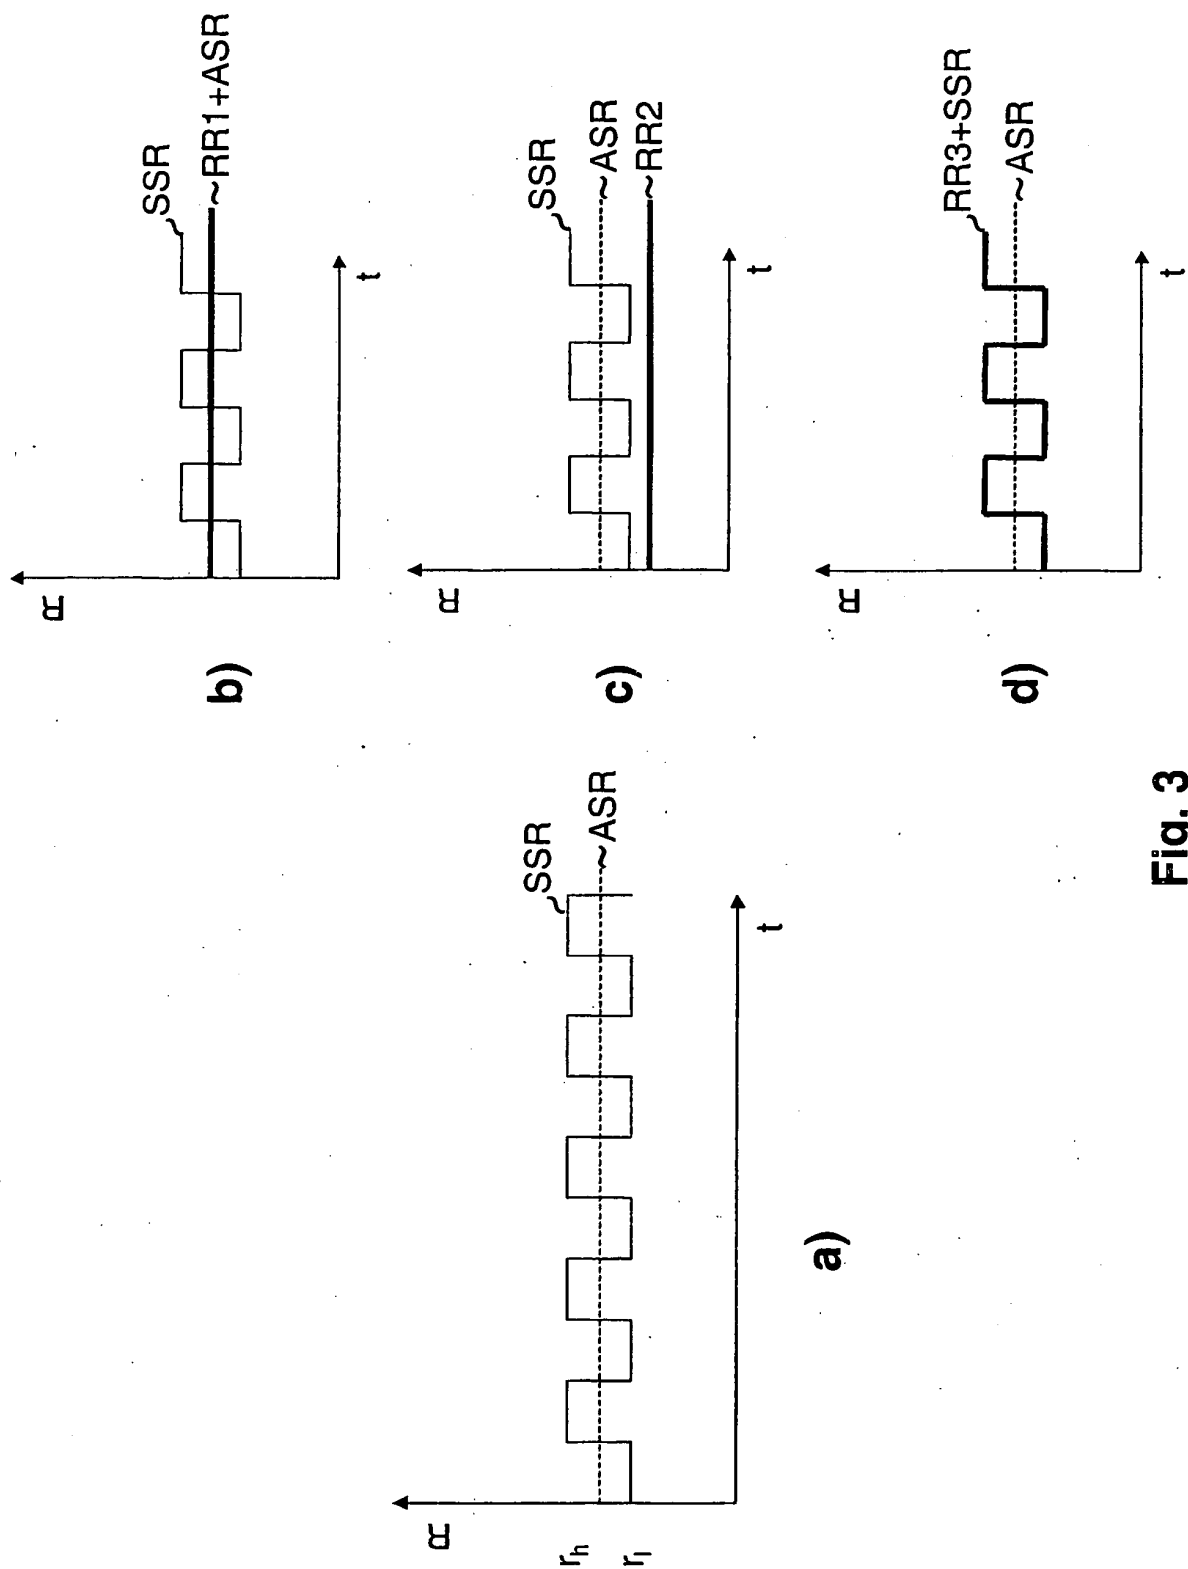 R
r_h
r_l
SSR
~ASR
t
a)
b)
R
SSR
~RR1+ASR
t
c)
R
SSR
~ASR
~RR2
t
d)
R
RR3+SSR
~ASR
t
Fig. 3